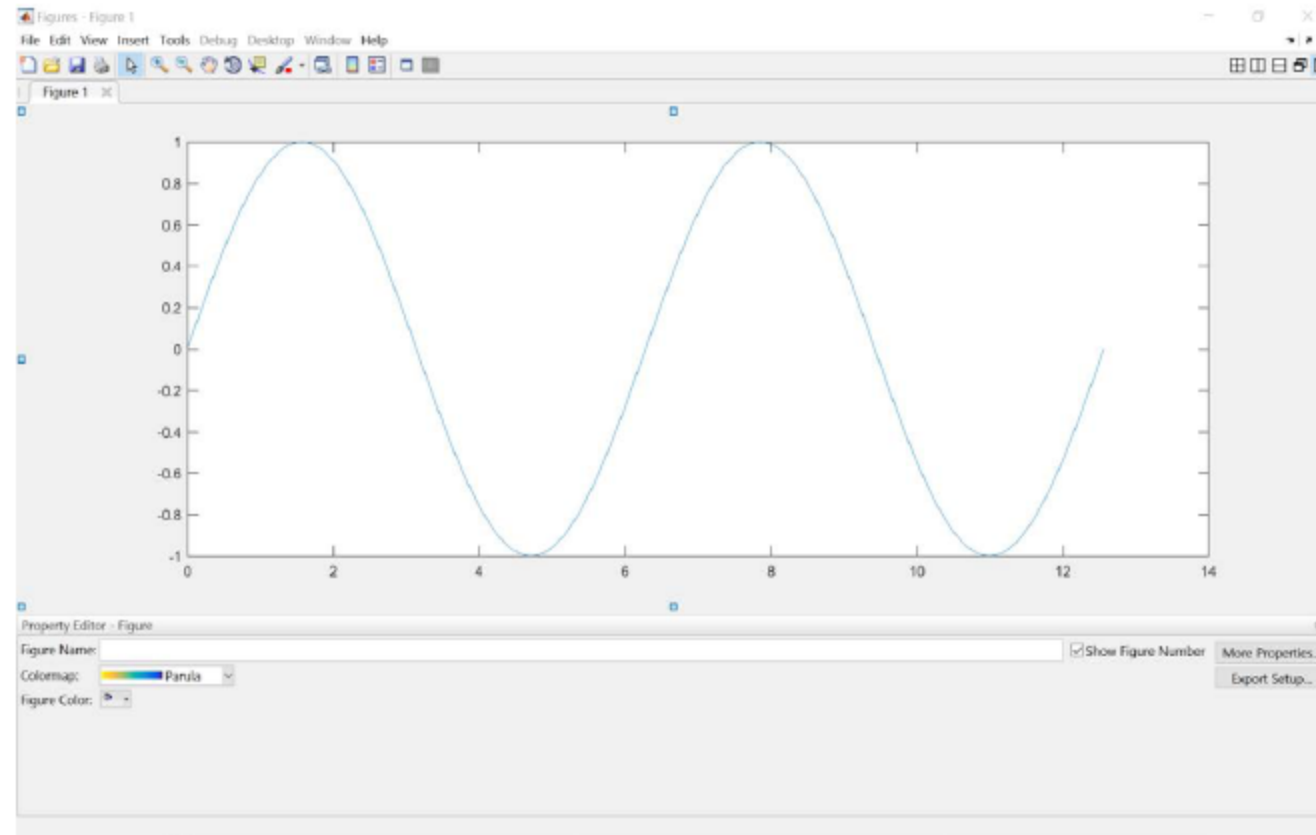 Figures - Figure 1
File Edit View Insert Tools Debug Desktop Window Help
Figure 1
1
0.8
0.6
0.4
0.2
0
-0.2
-0.4
-0.6
-0.8
-1
0 2 4 6 8 10 12 14
Property Editor - Figure
Figure Name: Show Figure Number More Properties.
Colormap: Parula Export Setup...
Figure Color: